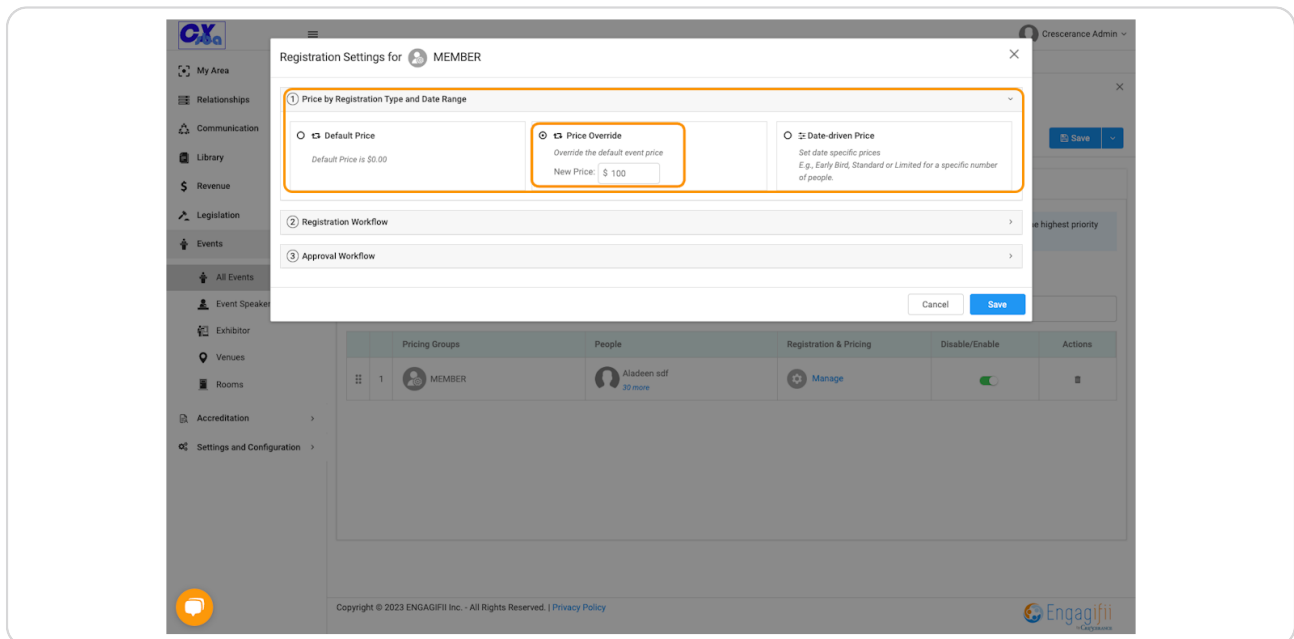 CXroa
Crescerance Admin
Registration Settings for MEMBER
My Area
Relationships
Communication
Library
Revenue
Legislation
Events
All Events
Event Speaker
Exhibitor
Venues
Rooms
Accreditation
Settings and Configuration
1 Price by Registration Type and Date Range
Default Price
Default Price is $0.00
Price Override
Override the default event price
New Price: $ 100
Date-driven Price
Set date specific prices
E.g., Early Bird, Standard or Limited for a specific number
of people.
Save
2 Registration Workflow
e highest priority
3 Approval Workflow
Cancel Save
Pricing Groups People Registration & Pricing Disable/Enable Actions
1 MEMBER Aladeen sdf Manage
30 more
Copyright © 2023 ENGAGIFII Inc. - All Rights Reserved. | Privacy Policy
Engagifii
by Crescerance